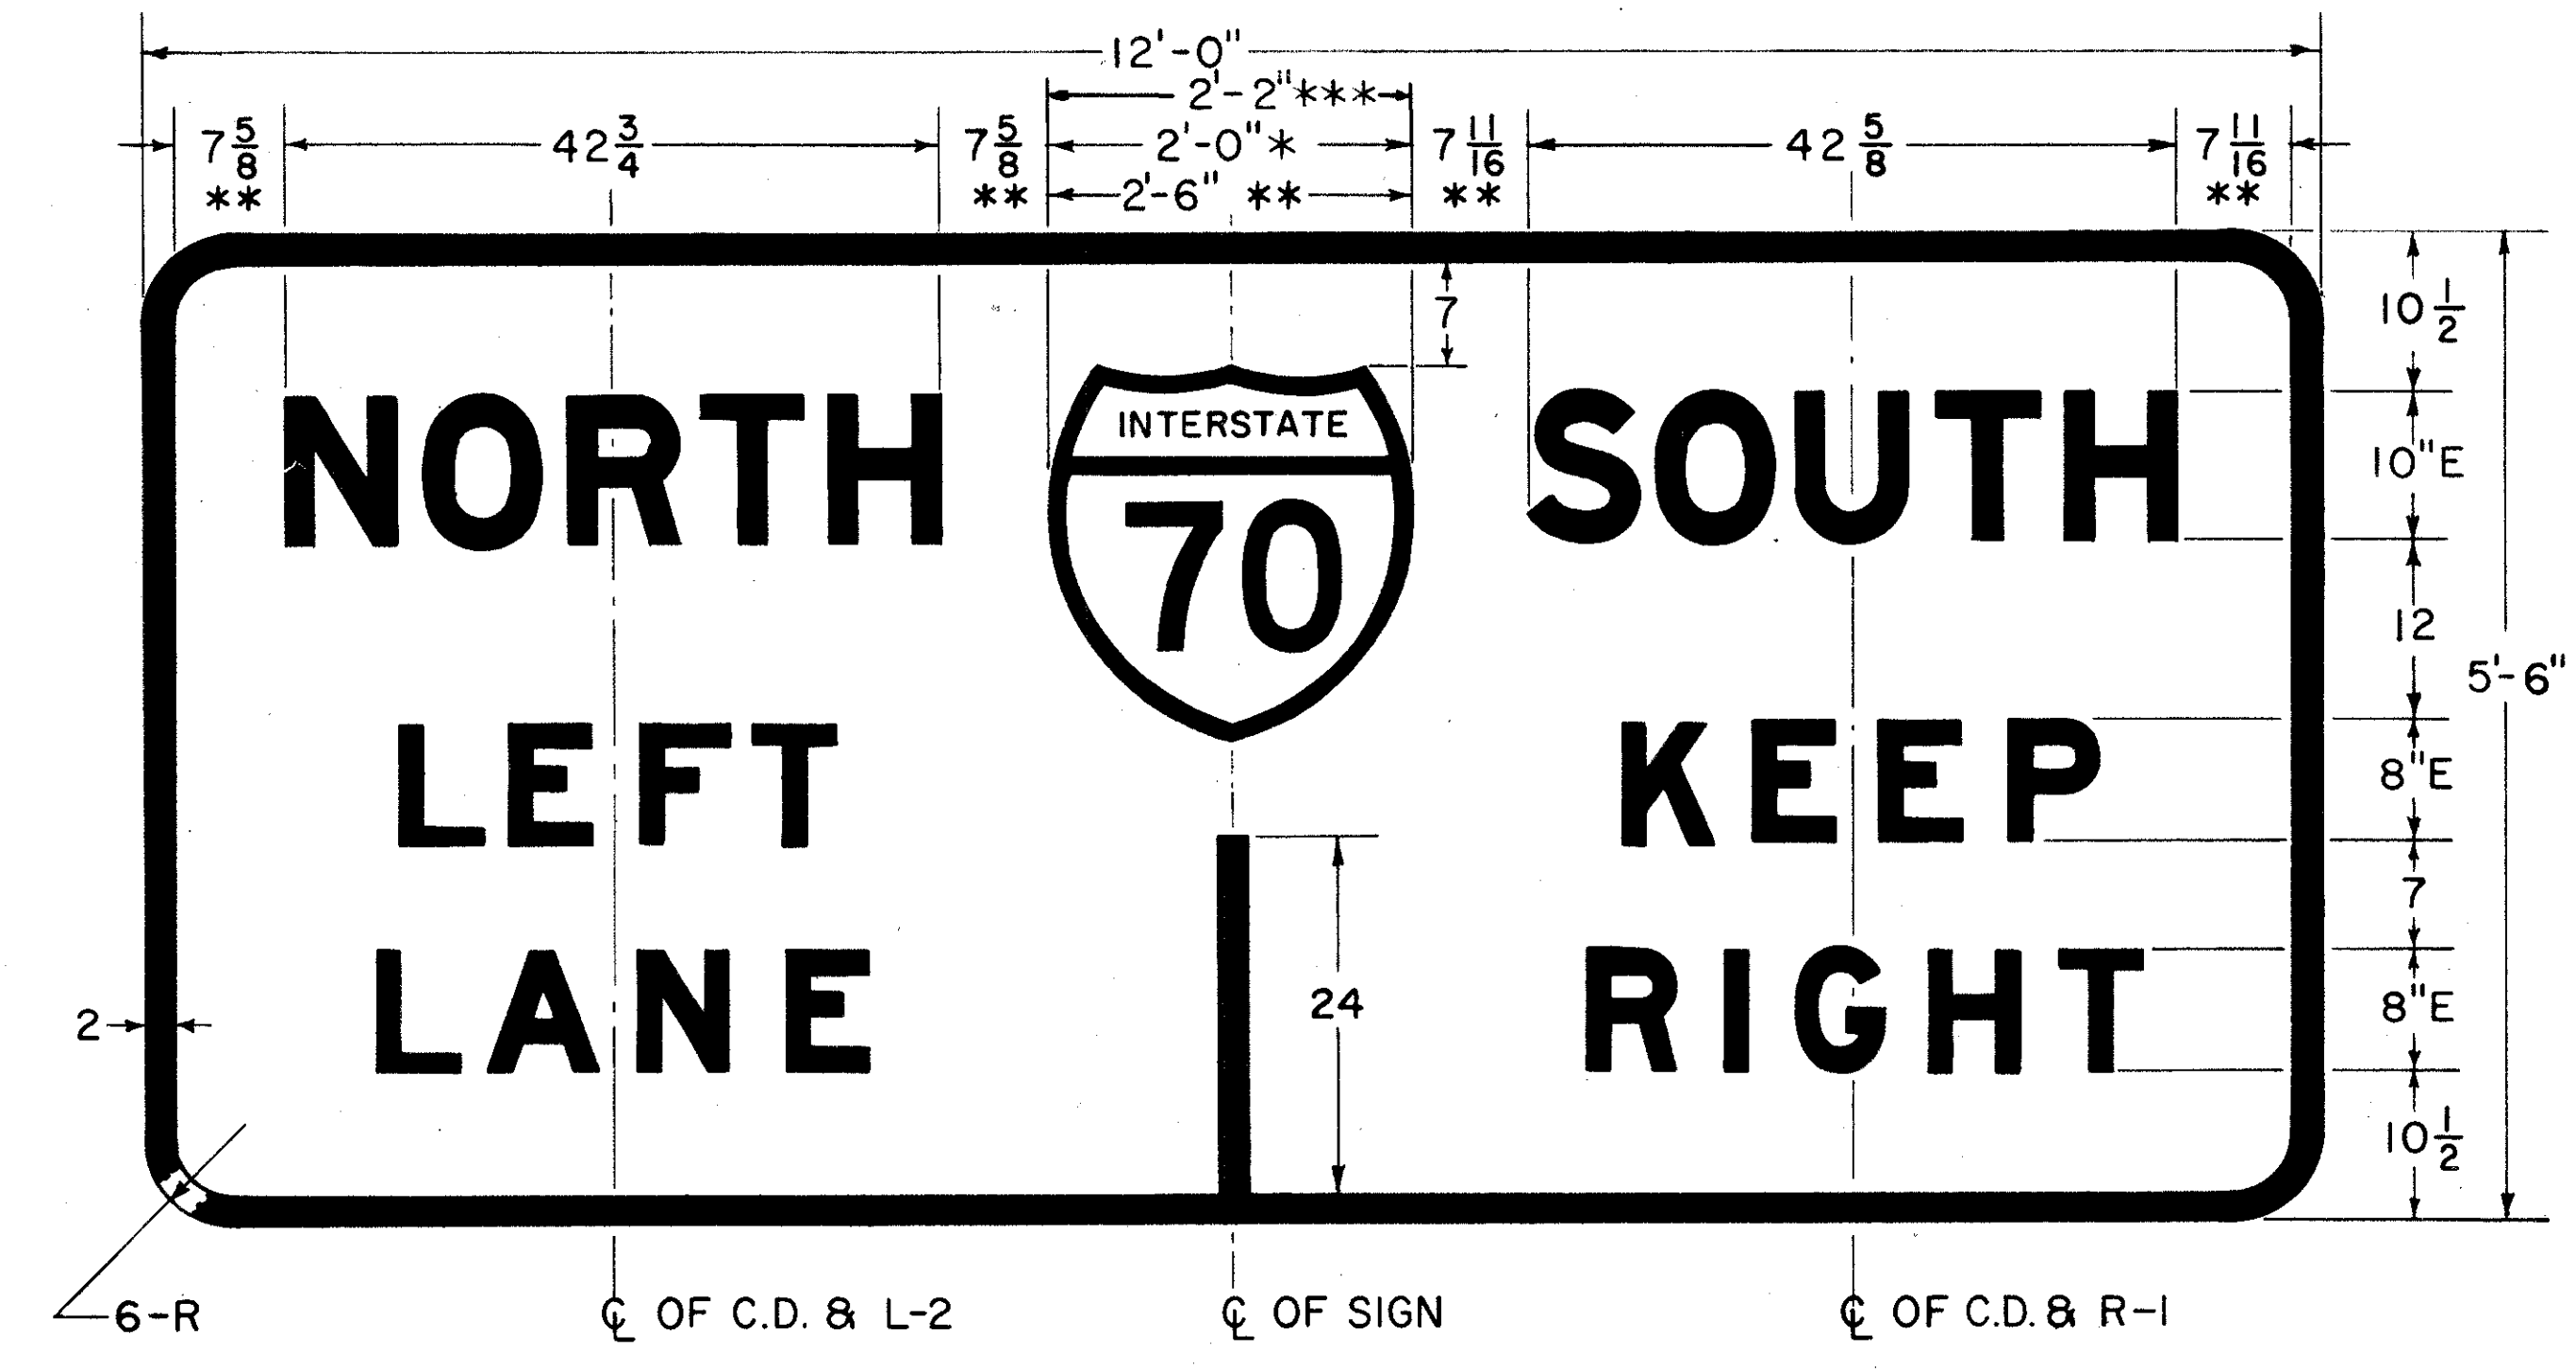 12'-0"
2'-2"***
7 5/8 42 3/4 7 5/8 2'-0"* 7 11/16 42 5/8 7 11/16
** ** 2'-6" ** ** **
7
10 1/2
NORTH
INTERSTATE
70
SOUTH
10"E
12
5'-6"
LEFT
KEEP
8"E
7
LANE
24
RIGHT
8"E
2
10 1/2
6-R
℄ OF C.D. & L-2
℄ OF SIGN
℄ OF C.D. & R-1